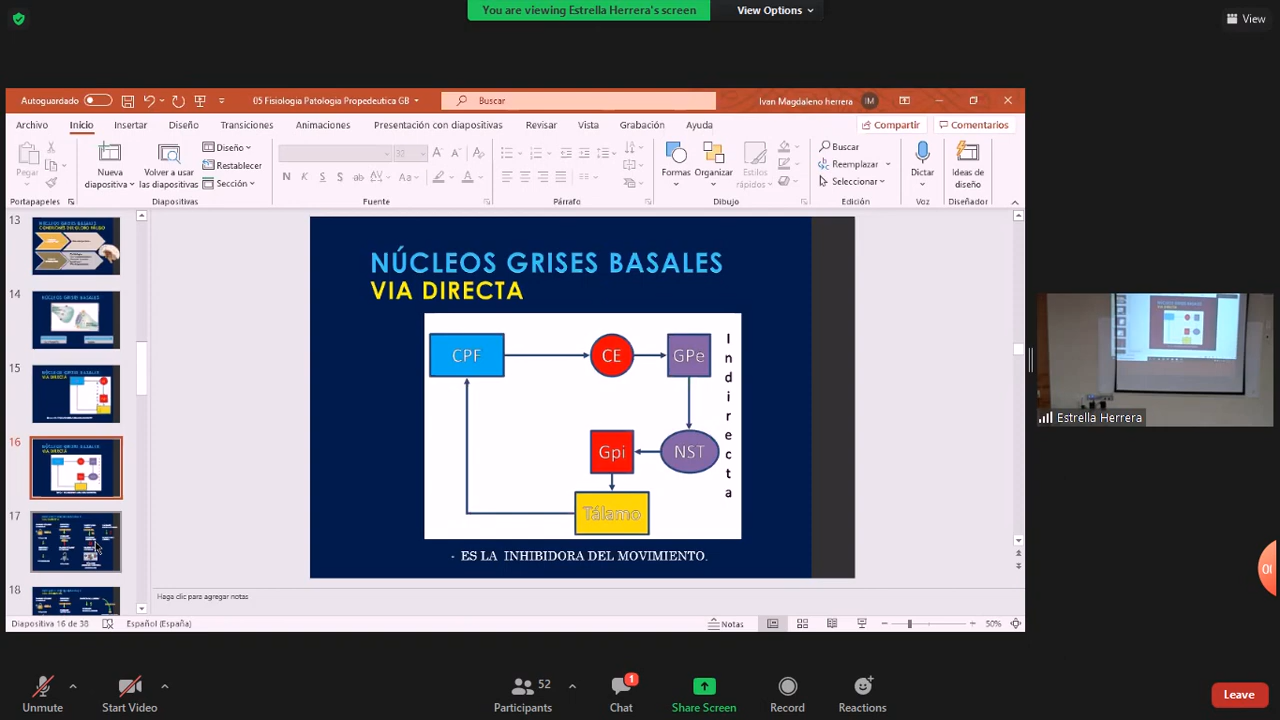 You are viewing Estrella Herrera's screen
View Options
View
Autoguardado
05 Fisiologia Patologia Propedeutica GB
Buscar
Ivan Magdaleno herrera
IM
Archivo
Inicio
Insertar
Diseño
Transiciones
Animaciones
Presentación con diapositivas
Revisar
Vista
Grabación
Ayuda
Compartir
Comentarios
Pegar
Nueva diapositiva
Volver a usar las diapositivas
Diseño
Restablecer
Sección
32
N K S S ab AV Aa A
Formas
Organizar
Estilos rápidos
Buscar
Reemplazar
Seleccionar
Dictar
Ideas de diseño
Portapapeles
Diapositivas
Fuente
Párrafo
Dibujo
Edición
Voz
Diseñador
13
14
15
16
17
18
NÚCLEOS GRISES BASALES
VIA DIRECTA
CPF
CE
GPe
Indirecta
Gpi
NST
Tálamo
- ES LA INHIBIDORA DEL MOVIMIENTO.
Haga clic para agregar notas
Diapositiva 16 de 38
Español (España)
Notas
50%
Estrella Herrera
Unmute
Start Video
52
Participants
1
Chat
Share Screen
Record
Reactions
Leave